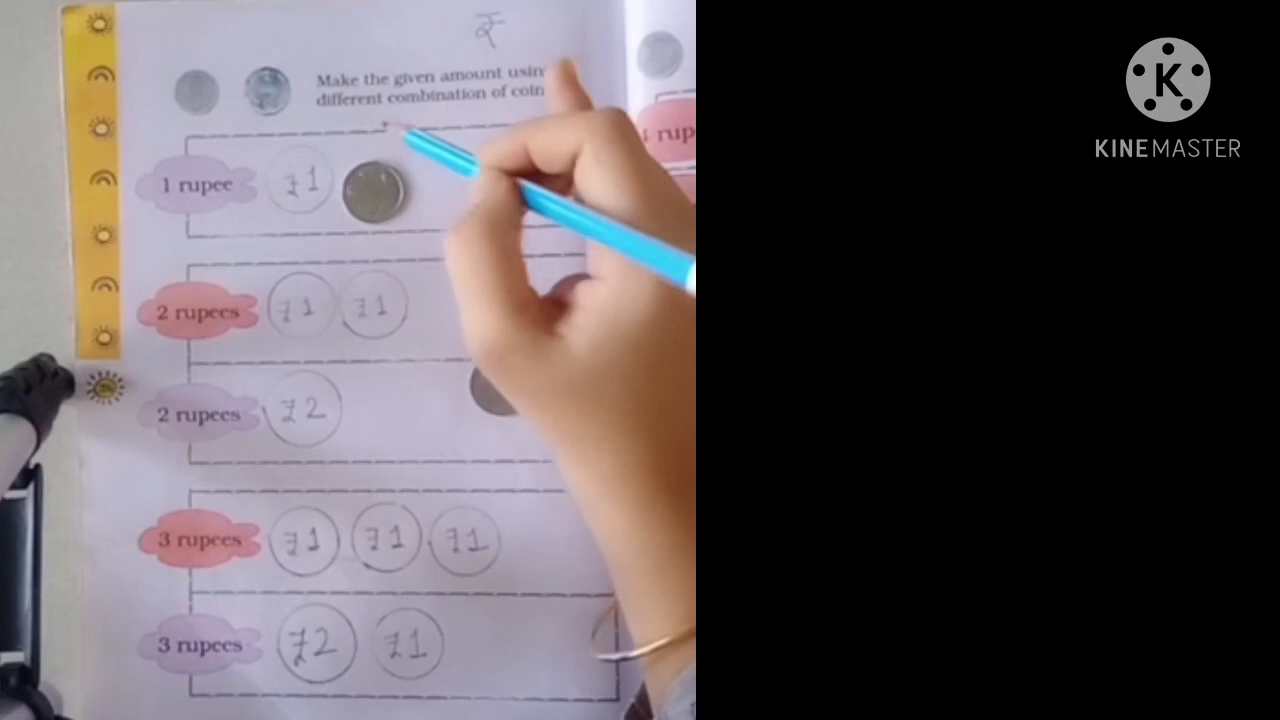 ₹
Make the given amount usin
different combination of coin
1 rupee ₹1
2 rupees ₹1 ₹1
2 rupees ₹2
3 rupees ₹1 ₹1 ₹1
3 rupees ₹2 ₹1
rup
KINEMASTER